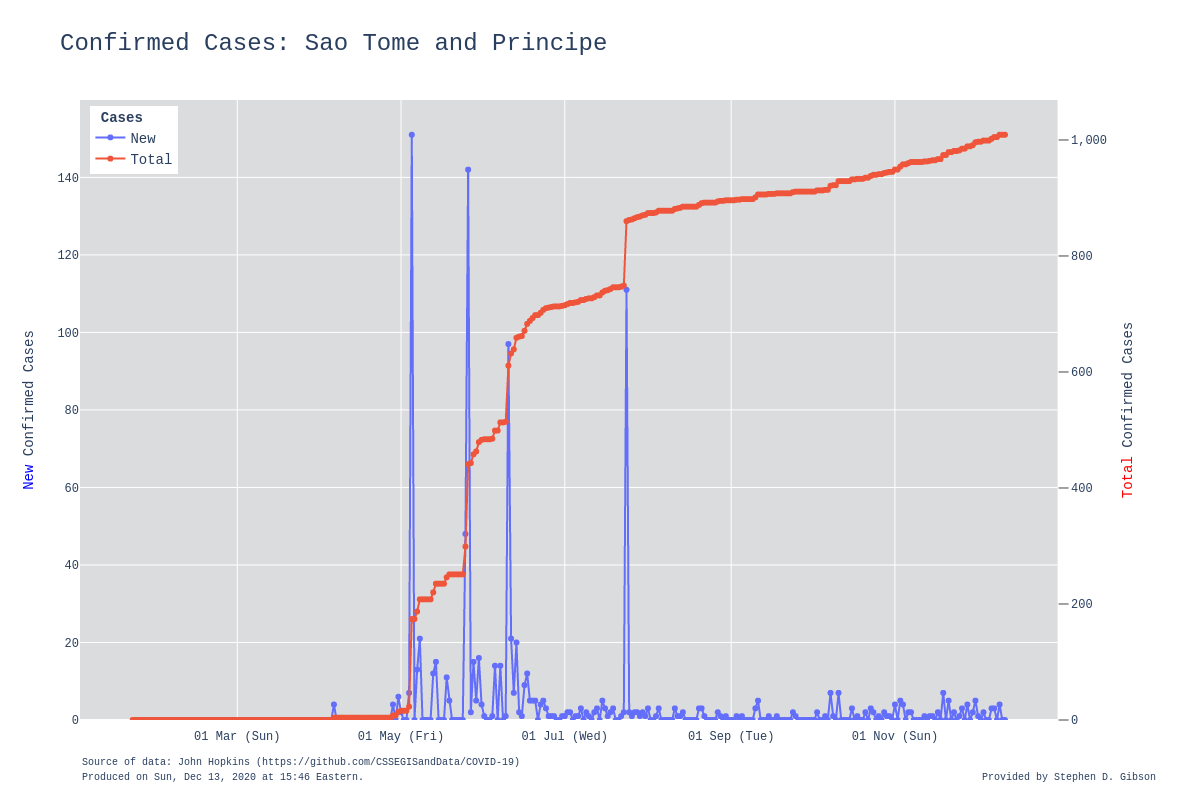 Confirmed Cases: Sao Tome and Principe
Cases
New
Total
140
120
100
80
60
40
20
0
1,000
800
600
400
200
0
New Confirmed Cases
Total Confirmed Cases
01 Mar (Sun)
01 May (Fri)
01 Jul (Wed)
01 Sep (Tue)
01 Nov (Sun)
Source of data: John Hopkins (https://github.com/CSSEGISandData/COVID-19)
Produced on Sun, Dec 13, 2020 at 15:46 Eastern.
Provided by Stephen D. Gibson